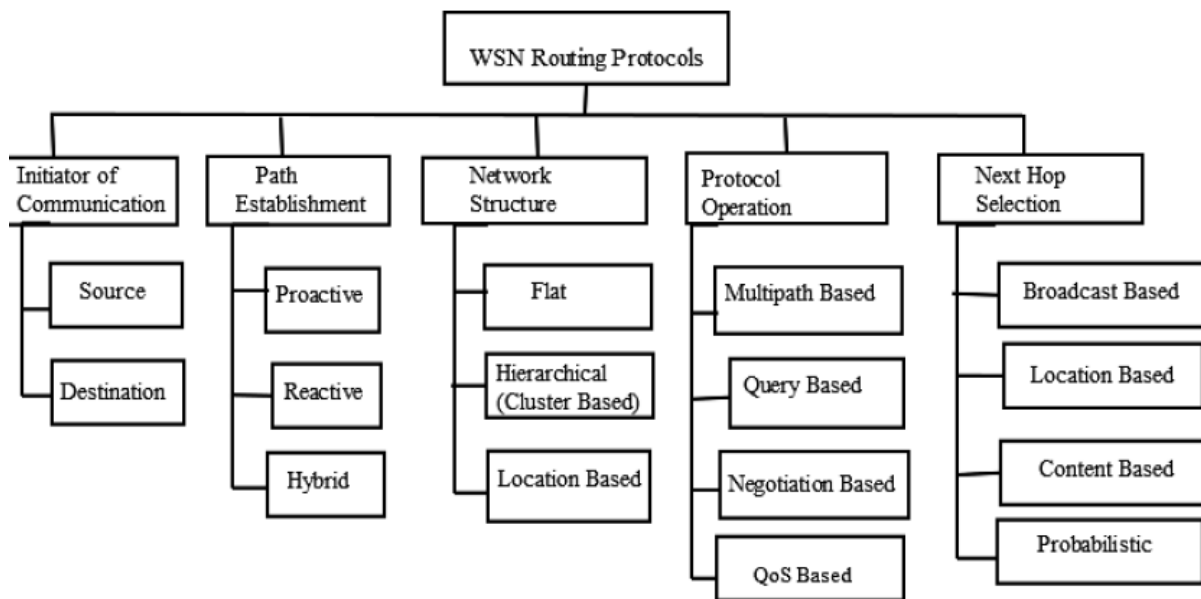 WSN Routing Protocols
Initiator of
Communication
Source
Destination
Path
Establishment
Proactive
Reactive
Hybrid
Network
Structure
Flat
Hierarchical
(Cluster Based)
Location Based
Protocol
Operation
Multipath Based
Query Based
Negotiation Based
QoS Based
Next Hop
Selection
Broadcast Based
Location Based
Content Based
Probabilistic